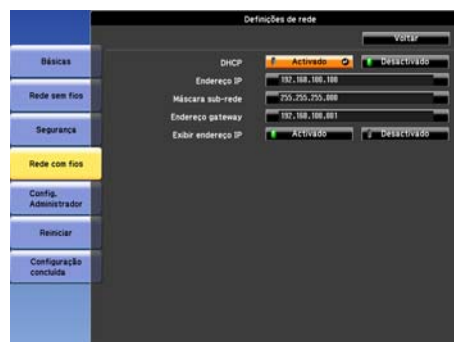 Definições de rede
Voltar
Básicas
Rede sem fios
Segurança
Rede com fios
Config.
Administrador
Reiniciar
Configuração
concluída
DHCP Activado Desactivado
Endereço IP 192.168.100.100
Máscara sub-rede 255.255.255.000
Endereço gateway 192.168.100.001
Exibir endereço IP Activado Desactivado